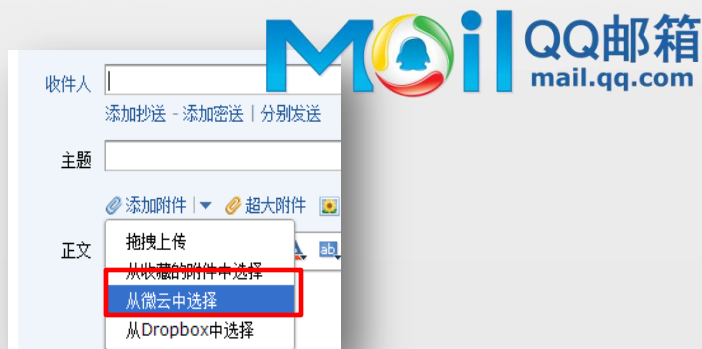 Mail QQ邮箱
mail.qq.com
收件人
添加抄送 - 添加密送 | 分别发送
主题
添加附件 | 超大附件
正文
拖拽上传
从收藏的附件中选择
从微云中选择
从Dropbox中选择